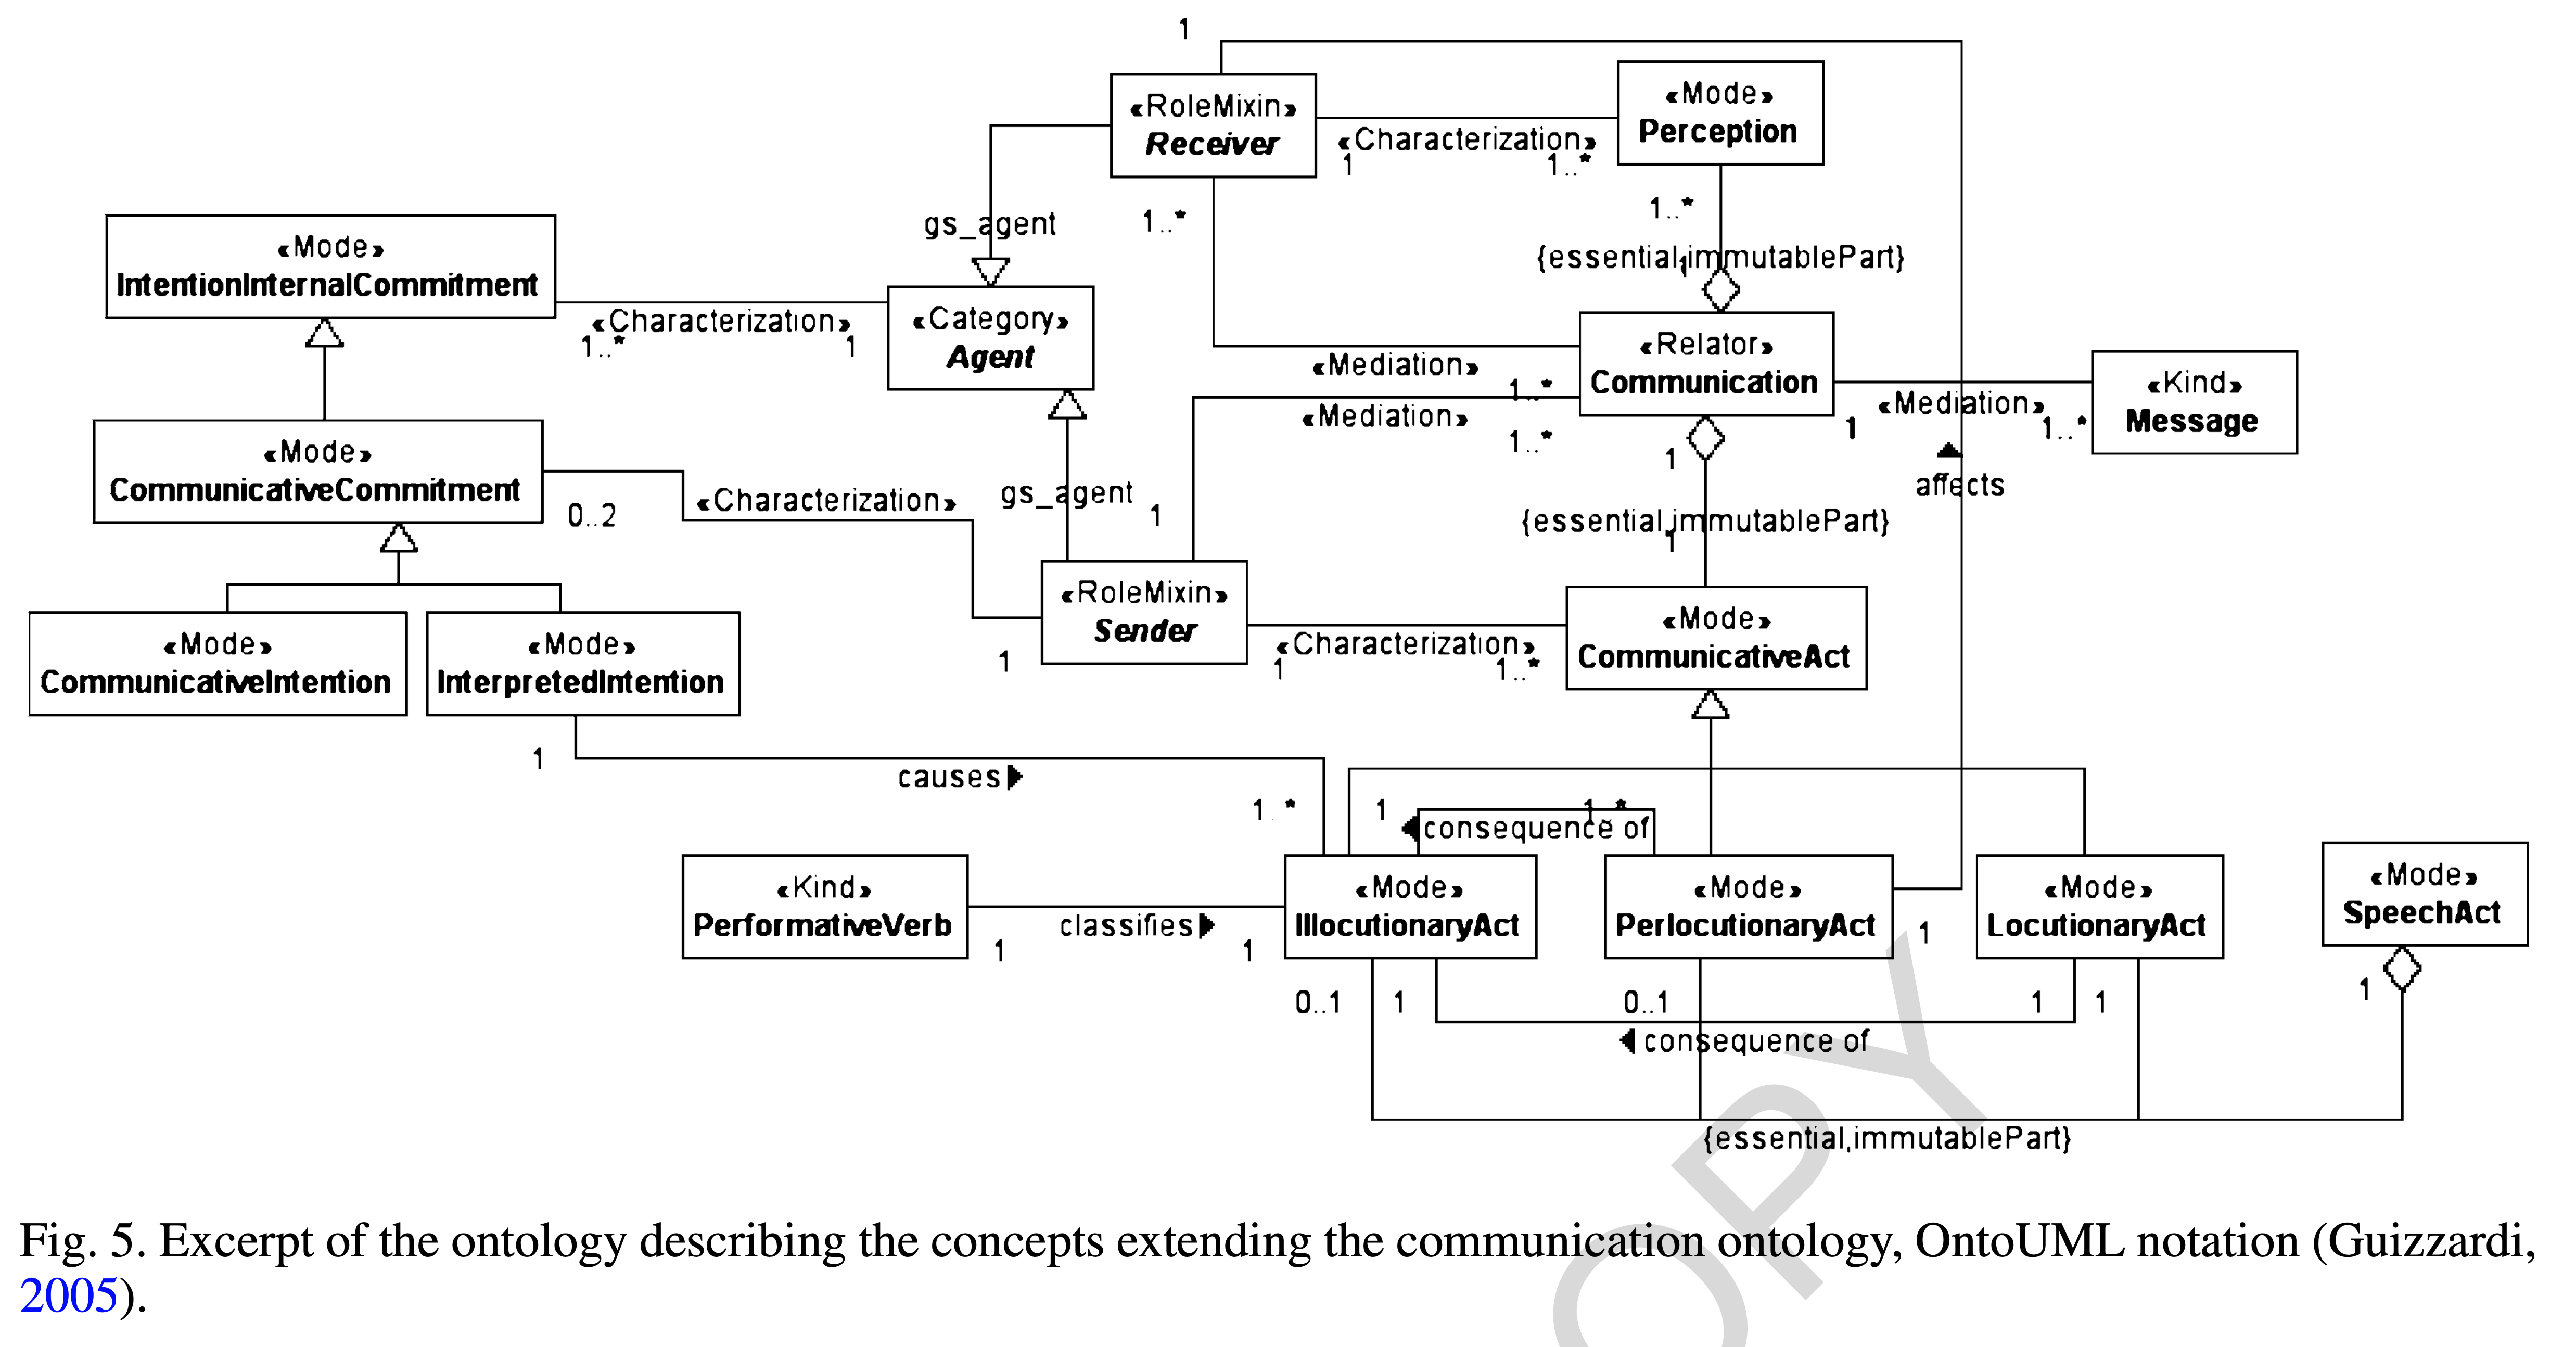 1
«RoleMixin»
Receiver
«Mode»
Perception
«Characterization»
1
1..*
1..*
1..*
gs_agent
{essential,immutablePart}
1
«Mode»
IntentionInternalCommitment
«Characterization»
1..*
1
«Category»
Agent
«Relator»
Communication
«Mediation»
1..*
«Mediation»
1..*
«Mediation»
1
1..*
«Kind»
Message
affects
1
{essential,immutablePart}
1
«Mode»
CommunicativeCommitment
0..2
«Characterization»
gs_agent
1
1
«RoleMixin»
Sender
«Characterization»
1
1..*
«Mode»
CommunicativeAct
«Mode»
CommunicativeIntention
«Mode»
InterpretedIntention
1
causes
1..*
1
1..*
consequence of
«Kind»
PerformativeVerb
1
classifies
1
«Mode»
IllocutionaryAct
«Mode»
PerlocutionaryAct
1
«Mode»
LocutionaryAct
«Mode»
SpeechAct
0..1
1
0..1
1
1
1
consequence of
{essential,immutablePart}
Fig. 5. Excerpt of the ontology describing the concepts extending the communication ontology, OntoUML notation (Guizzardi,
2005).
OPY